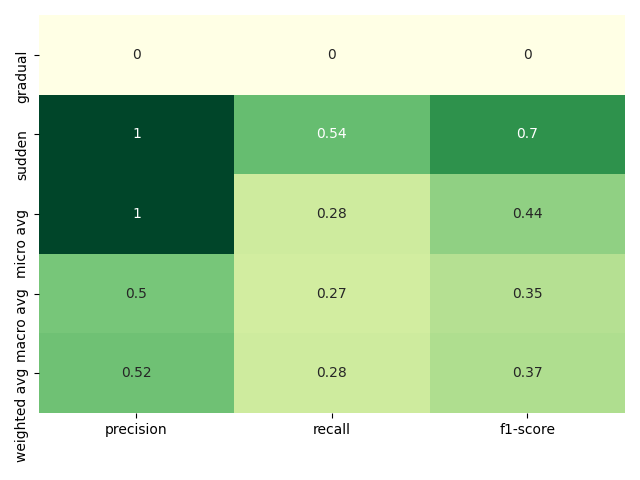 gradual 0 0 0
sudden 1 0.54 0.7
micro avg 1 0.28 0.44
macro avg 0.5 0.27 0.35
weighted avg 0.52 0.28 0.37
precision recall f1-score